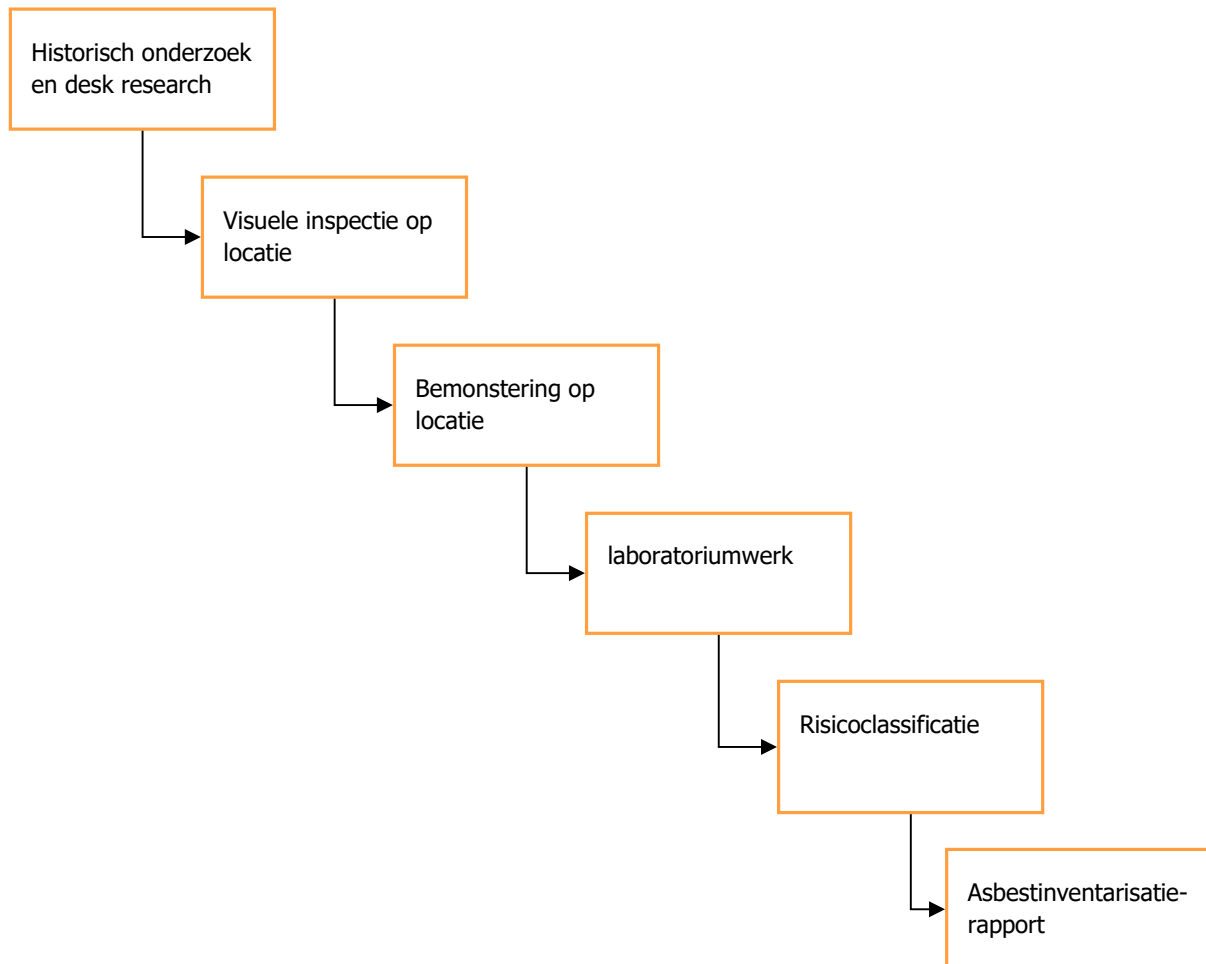 Historisch onderzoek
en desk research
Visuele inspectie op
locatie
Bemonstering op
locatie
laboratoriumwerk
Risicoclassificatie
Asbestinventarisatie-
rapport